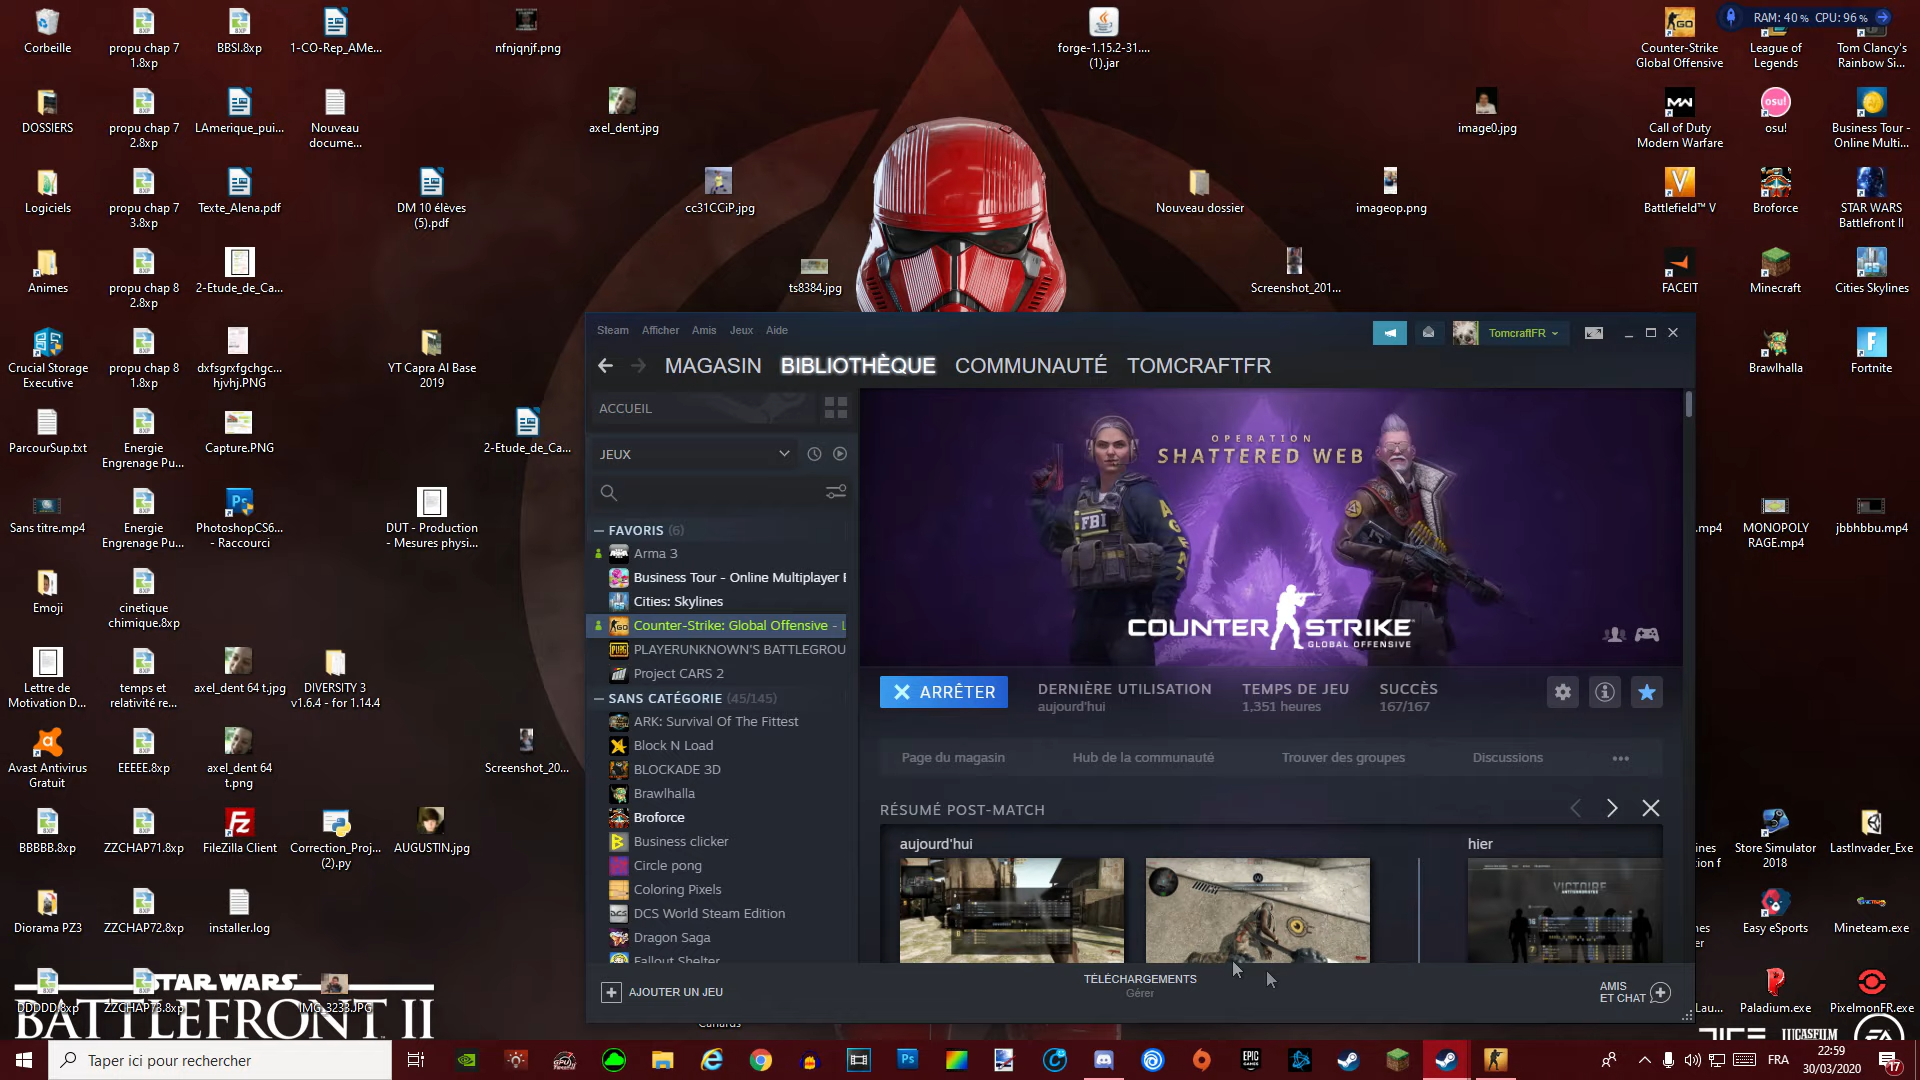 Corbeille
propu chap 7
1.8xp
BBSI.8xp
1-CO-Rep_AMe...
nfnjqnjf.png
forge-1.15.2-31....
(1).jar
Counter-Strike
Global Offensive
League of
Legends
Tom Clancy's
Rainbow Si...
RAM: 40 % CPU: 96 %
DOSSIERS
propu chap 7
2.8xp
LAmerique_pui...
Nouveau
docume...
axel_dent.jpg
image0.jpg
Call of Duty
Modern Warfare
osu!
Business Tour -
Online Multi...
Logiciels
propu chap 7
3.8xp
Texte_Alena.pdf
DM 10 élèves
(5).pdf
cc31CCiP.jpg
Nouveau dossier
imageop.png
Battlefield™ V
Broforce
STAR WARS
Battlefront II
Animes
propu chap 8
2.8xp
2-Etude_de_Ca...
ts8384.jpg
Screenshot_201...
FACEIT
Minecraft
Cities Skylines
Crucial Storage
Executive
propu chap 8
1.8xp
dxfsgrxfgchgc...
hjvhj.PNG
YT Capra Al Base
2019
Brawlhalla
Fortnite
ParcourSup.txt
Energie
Engrenage Pu...
Capture.PNG
2-Etude_de_Ca...
Sans titre.mp4
Energie
Engrenage Pu...
PhotoshopCS6...
- Raccourci
DUT - Production
- Mesures physi...
.mp4
MONOPOLY
RAGE.mp4
jbbhbbu.mp4
Emoji
cinetique
chimique.8xp
Lettre de
Motivation D...
temps et
relativité re...
axel_dent 64 t.jpg
DIVERSITY 3
v1.6.4 - for 1.14.4
Avast Antivirus
Gratuit
EEEEE.8xp
axel_dent 64
t.png
Screenshot_20...
BBBBB.8xp
ZZCHAP71.8xp
FileZilla Client
Correction_Proj...
(2).py
AUGUSTIN.jpg
Store Simulator
2018
LastInvader_Exe
Diorama PZ3
ZZCHAP72.8xp
installer.log
Easy eSports
Mineteam.exe
DDDDD.8xp
ZZCHAP73.8xp
IMG_3233.JPG
Paladium.exe
PixelmonFR.exe
STAR WARS
BATTLEFRONT II
DICE
LUCASFILM
EA
Steam Afficher Amis Jeux Aide
TomcraftFR
MAGASIN BIBLIOTHÈQUE COMMUNAUTÉ TOMCRAFTFR
ACCUEIL
JEUX
FAVORIS (6)
Arma 3
Business Tour - Online Multiplayer
Cities: Skylines
Counter-Strike: Global Offensive - L
PLAYERUNKNOWN'S BATTLEGROU
Project CARS 2
SANS CATÉGORIE (45/145)
ARK: Survival Of The Fittest
Block N Load
BLOCKADE 3D
Brawlhalla
Broforce
Business clicker
Circle pong
Coloring Pixels
DCS World Steam Edition
Dragon Saga
Fallout Shelter
OPERATION
SHATTERED WEB
FBI
AGENT
COUNTER STRIKE
GLOBAL OFFENSIVE
ARRÊTER
DERNIÈRE UTILISATION
aujourd'hui
TEMPS DE JEU
1,351 heures
SUCCÈS
167/167
Page du magasin
Hub de la communauté
Trouver des groupes
Discussions
RÉSUMÉ POST-MATCH
aujourd'hui
hier
VICTOIRE
AJOUTER UN JEU
TÉLÉCHARGEMENTS
Gérer
AMIS
ET CHAT
Taper ici pour rechercher
FRA
22:59
30/03/2020
17